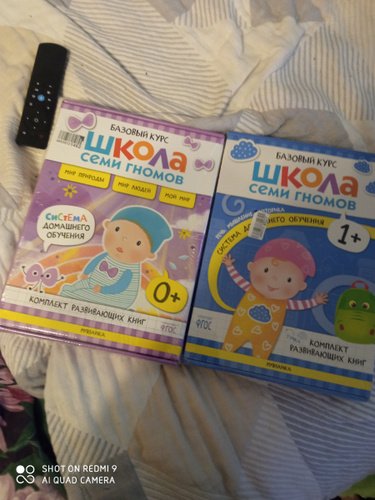 БАЗОВЫЙ КУРС
ШКОЛА
СЕМИ ГНОМОВ
МИР ПРИРОДЫ
МИР ЛЮДЕЙ
МОЙ МИР
СИСТЕМА
ДОМАШНЕГО
ОБУЧЕНИЯ
0+
КОМПЛЕКТ РАЗВИВАЮЩИХ КНИГ
ФГОС
БАЗОВЫЙ КУРС
ШКОЛА
СЕМИ ГНОМОВ
1+
СИСТЕМА ДОМАШНЕГО ОБУЧЕНИЯ
ФГОС
КОМПЛЕКТ
РАЗВИВАЮЩИХ КНИГ
SHOT ON REDMI 9
AI QUAD CAMERA